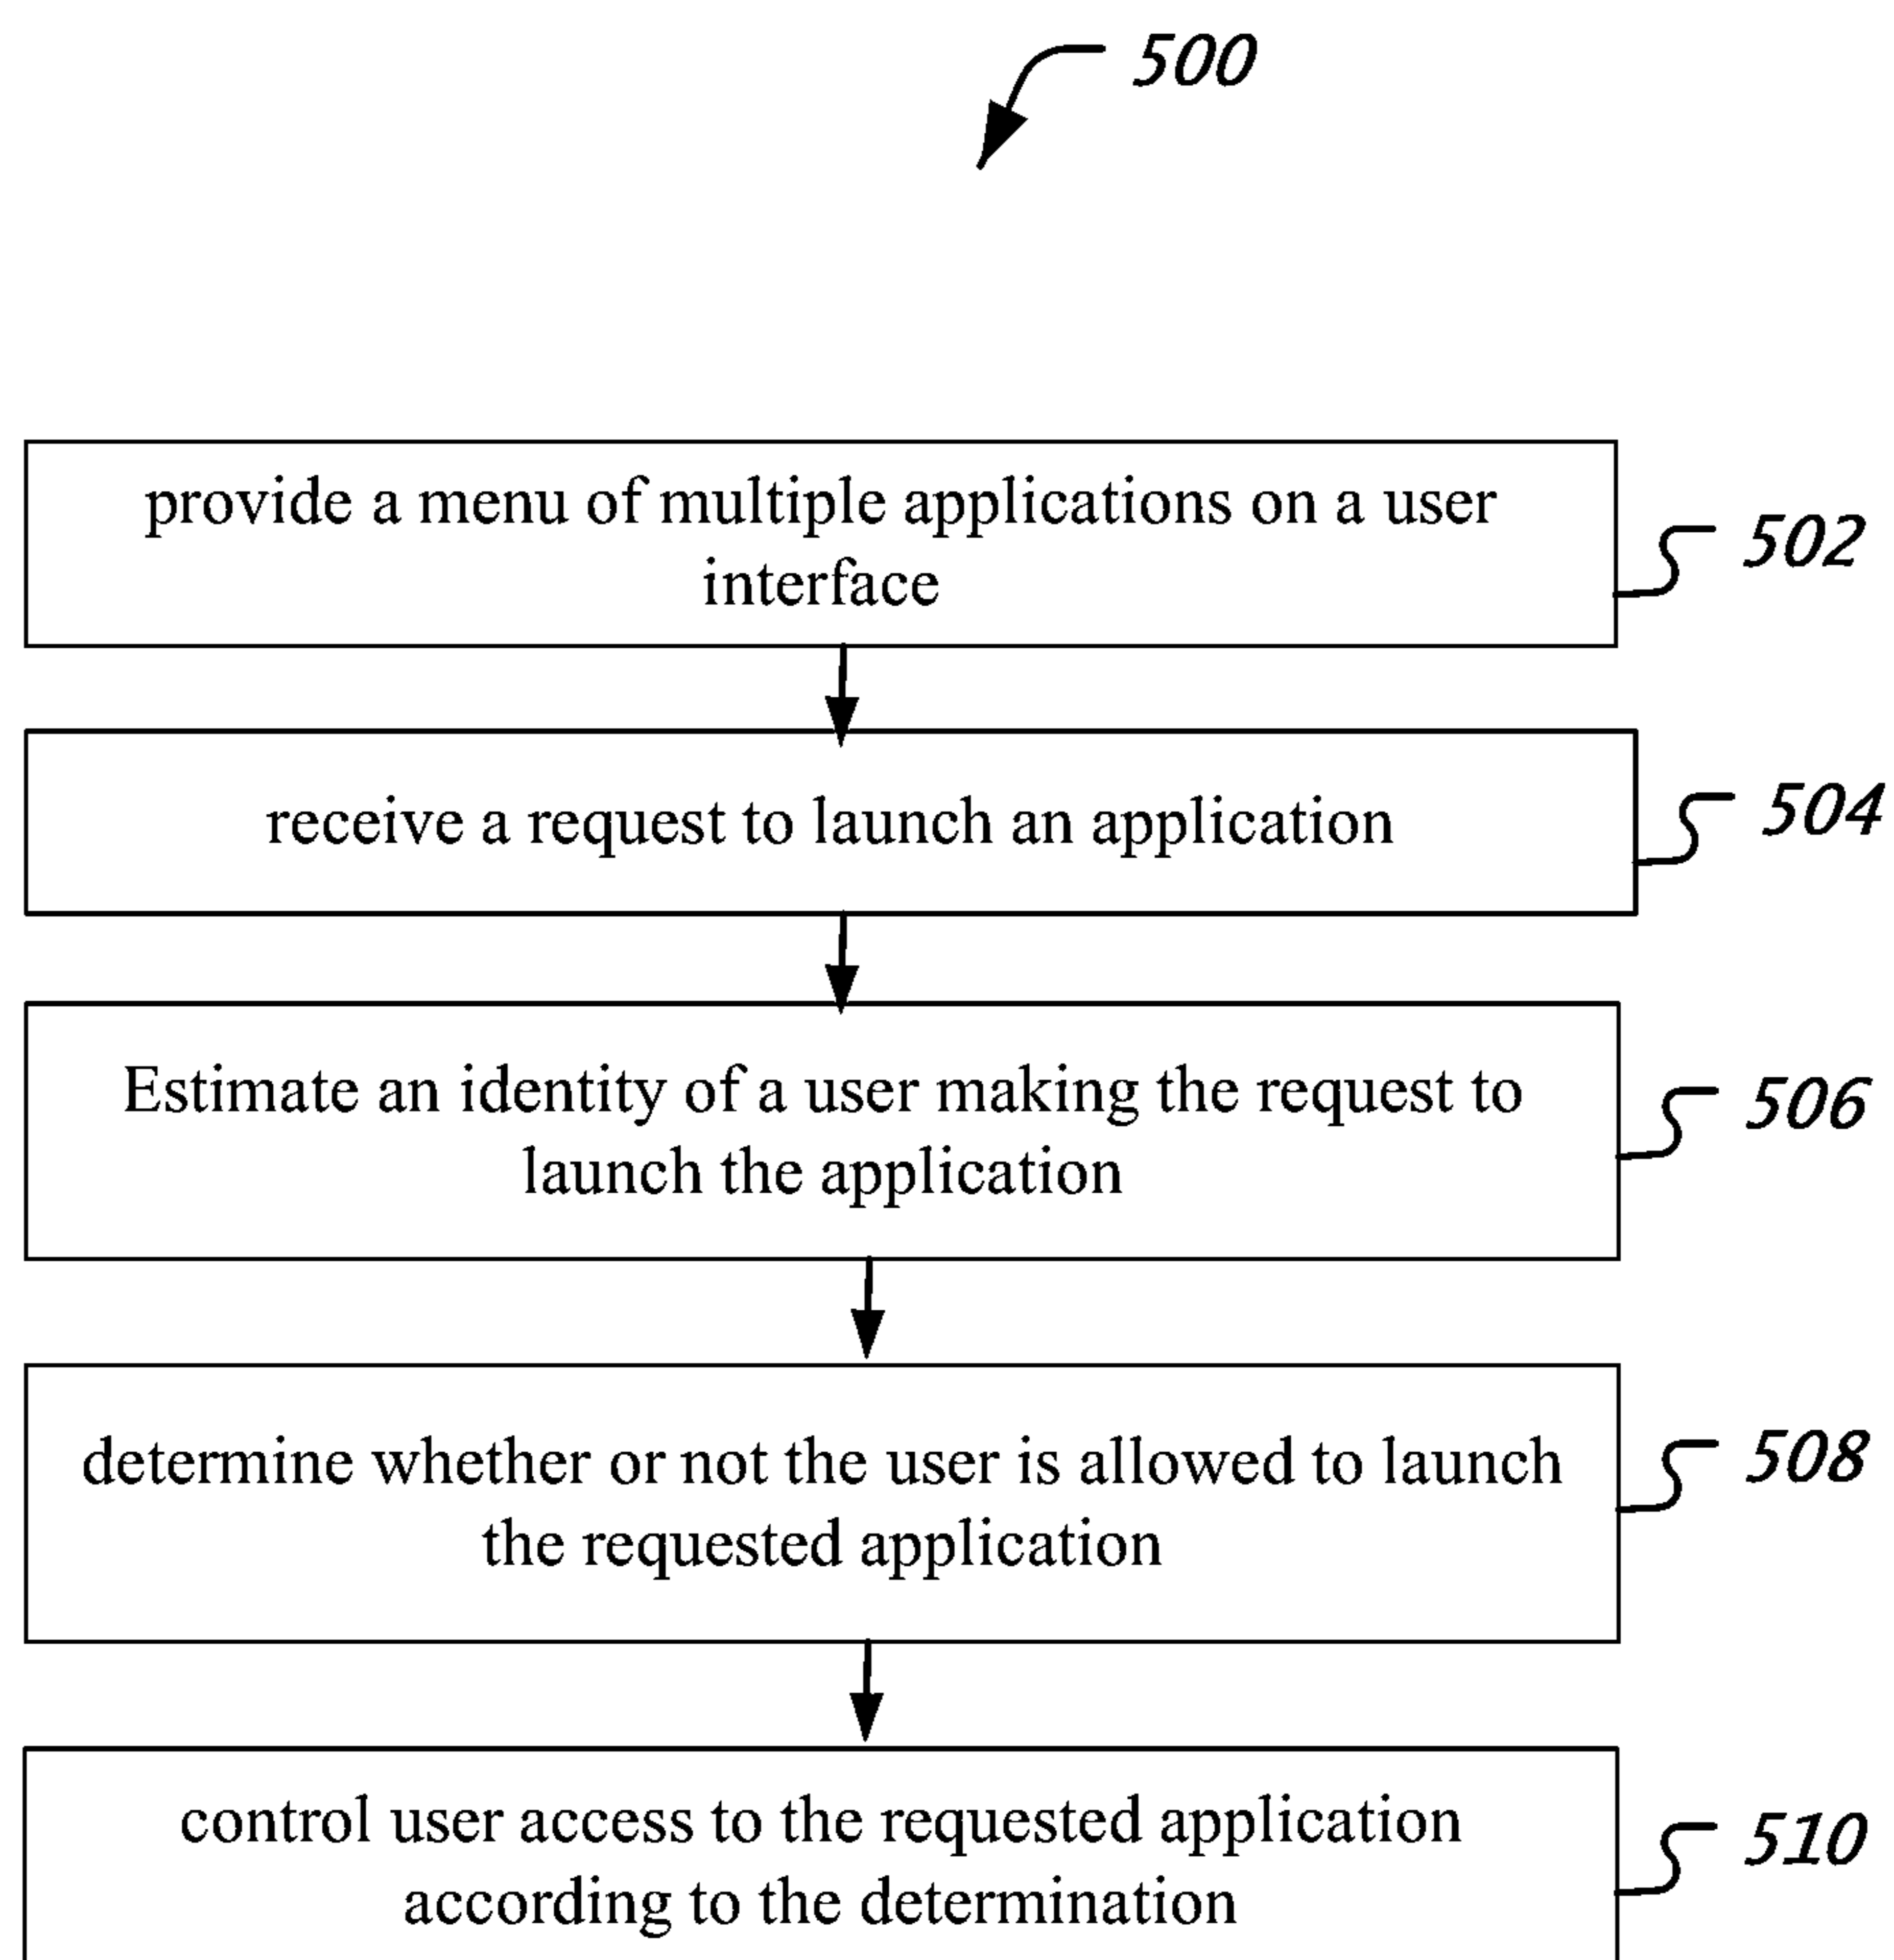 500
provide a menu of multiple applications on a user
interface
502
receive a request to launch an application
504
Estimate an identity of a user making the request to
launch the application
506
determine whether or not the user is allowed to launch
the requested application
508
control user access to the requested application
according to the determination
510